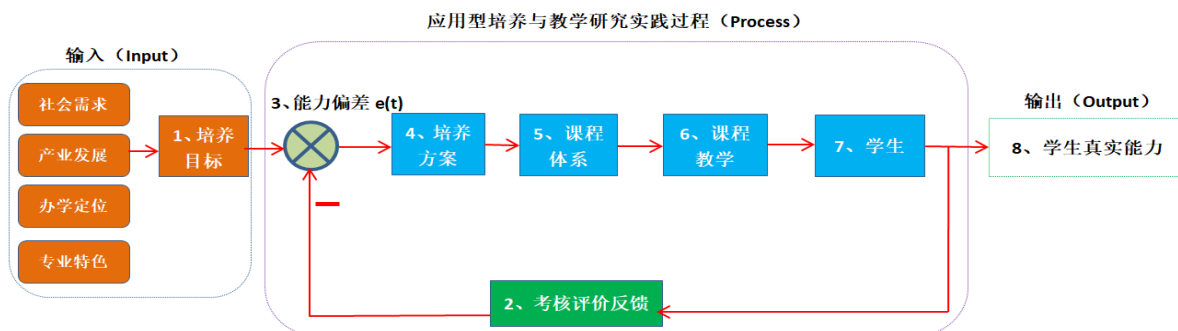 应用型培养与教学研究实践过程（Process）
输入（Input）
社会需求
产业发展
办学定位
专业特色
1、培养
目标
3、能力偏差 e(t)
4、培养
方案
5、课程
体系
6、课程
教学
7、学生
输出（Output）
8、学生真实能力
2、考核评价反馈